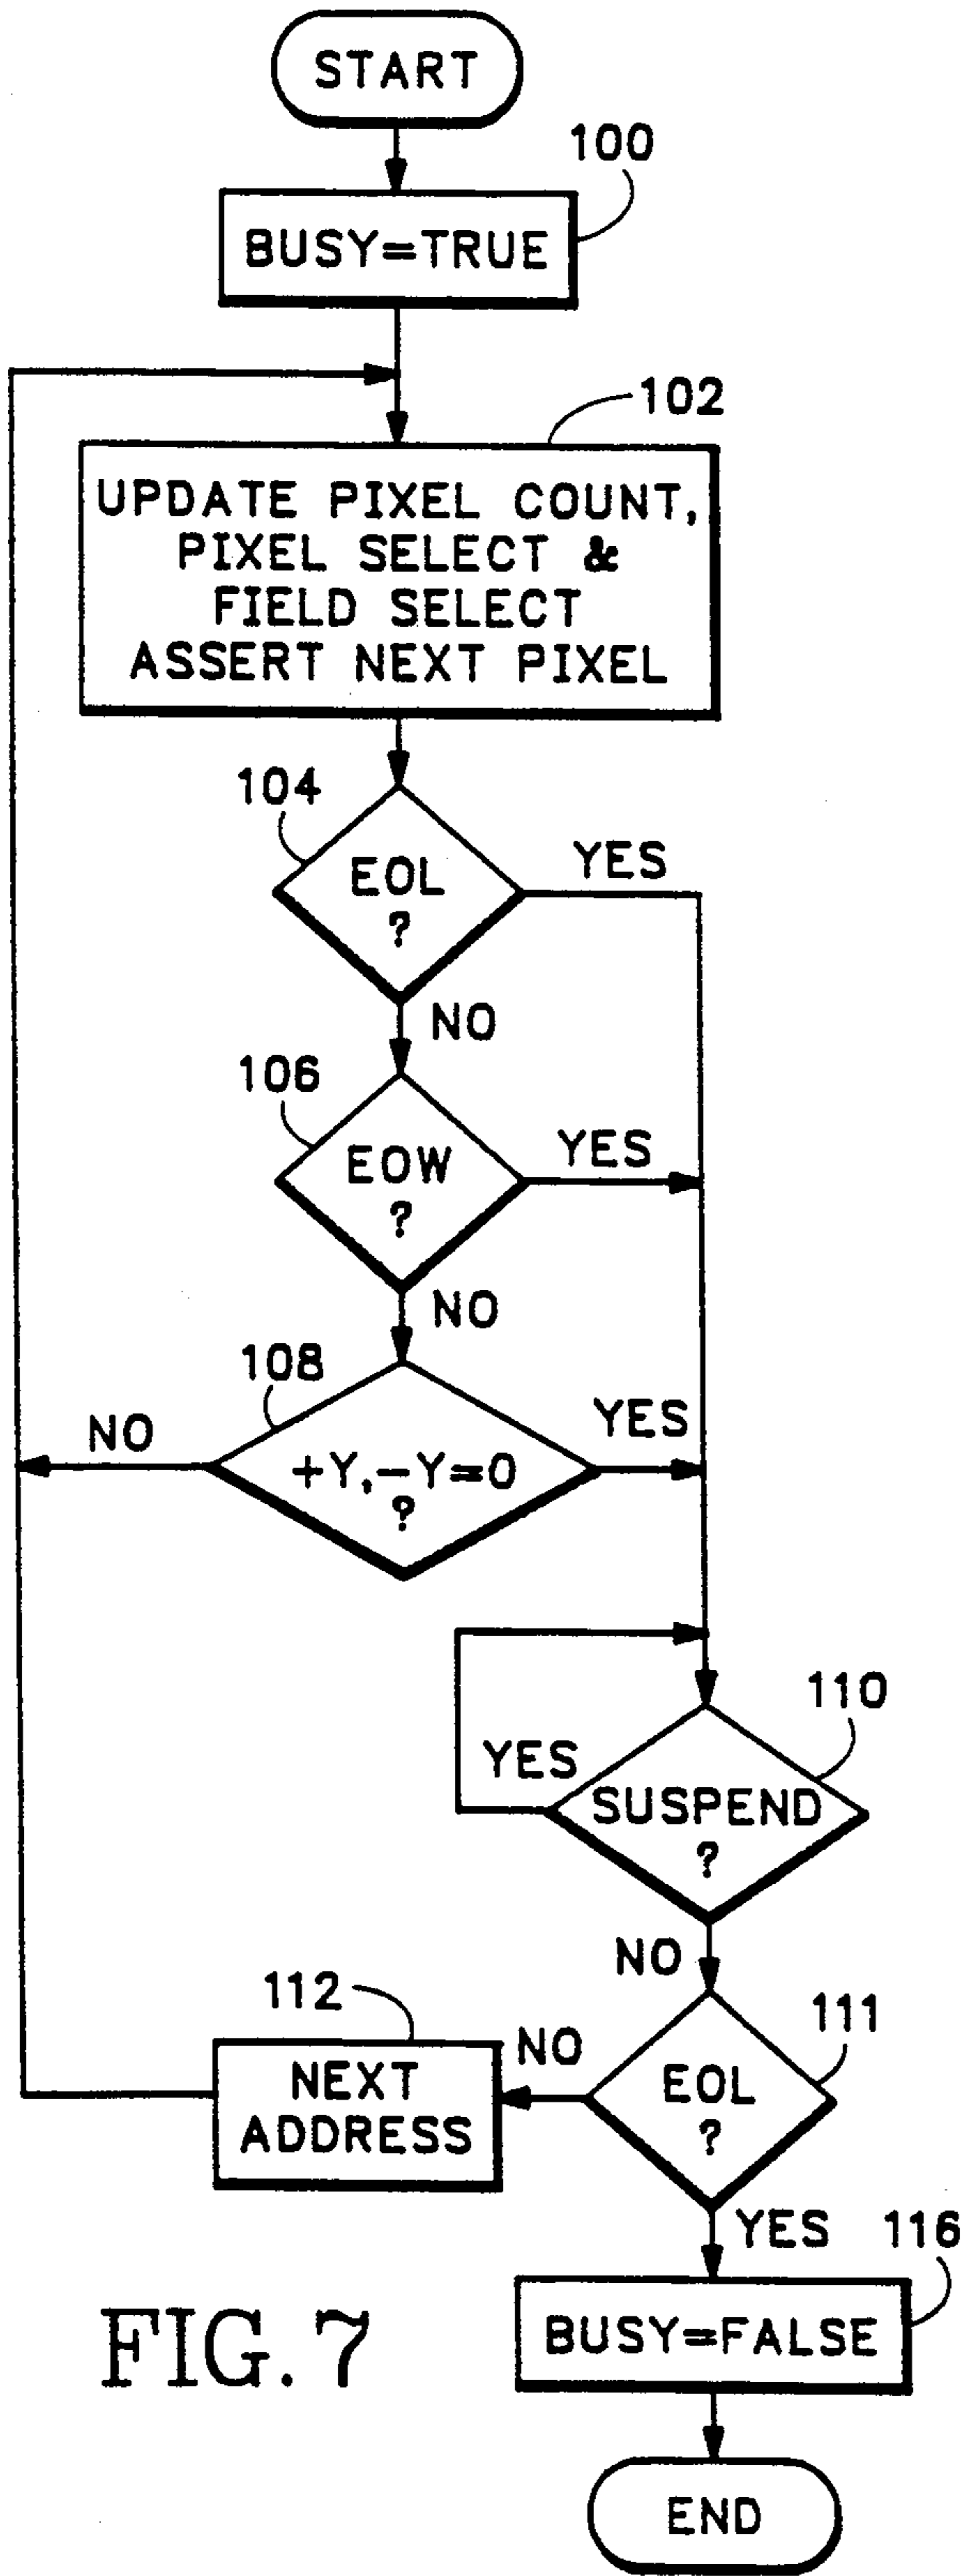 START
100
BUSY=TRUE
102
UPDATE PIXEL COUNT,
PIXEL SELECT &
FIELD SELECT
ASSERT NEXT PIXEL
104
EOL
?
YES
NO
106
EOW
?
YES
NO
108
+Y,-Y=0
?
NO
YES
110
SUSPEND
?
YES
NO
111
EOL
?
NO
112
NEXT
ADDRESS
YES
116
BUSY=FALSE
END
FIG. 7